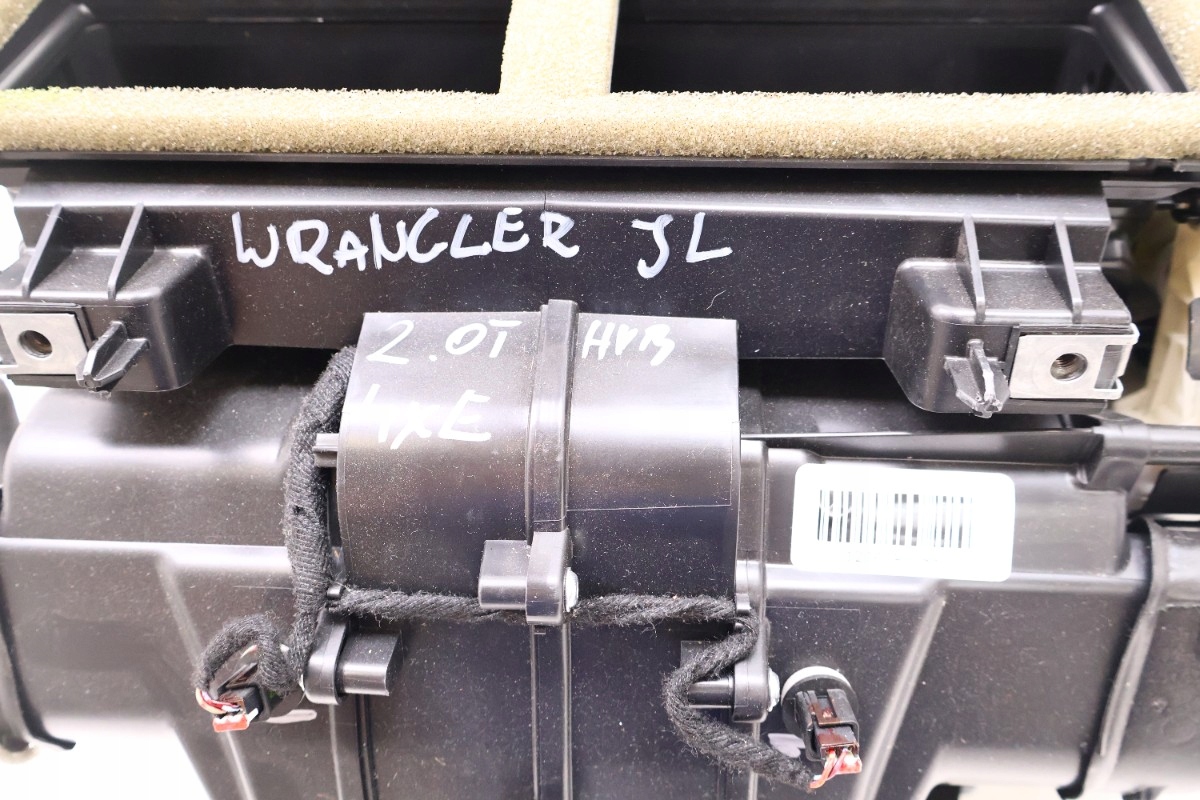 WRANGLER JL
2.0T HYB
4xE